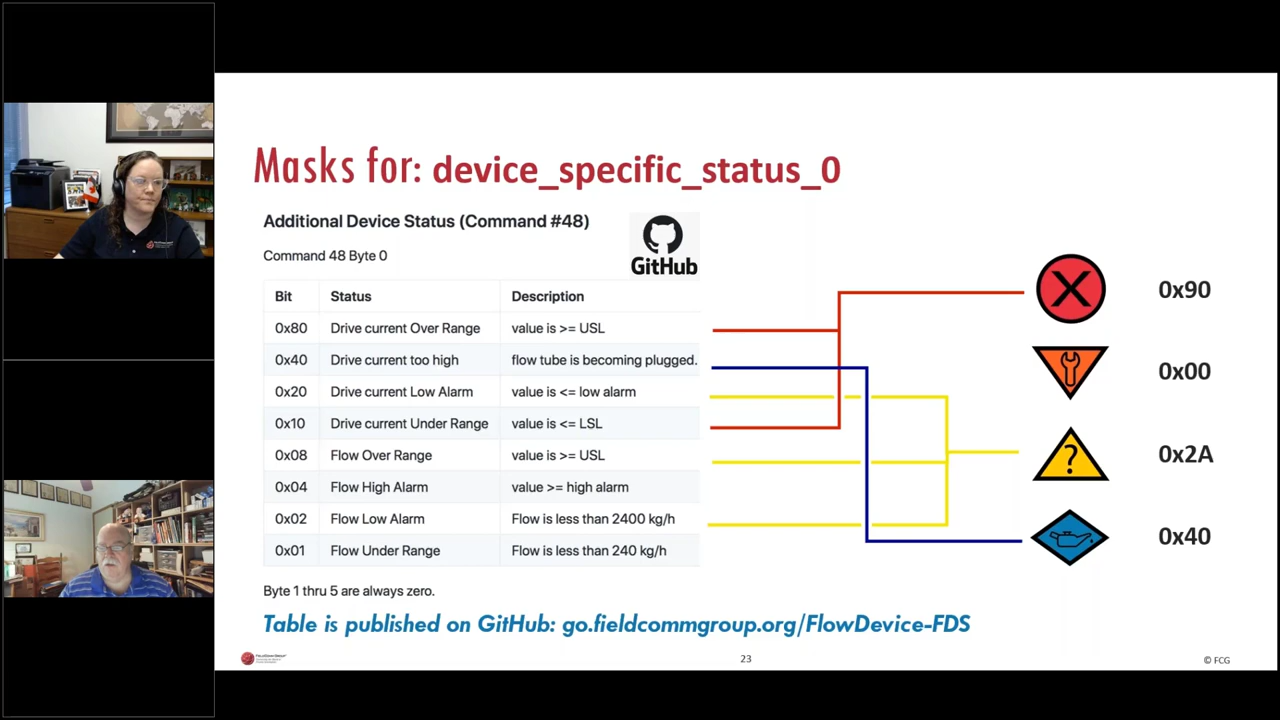 Masks for: device_specific_status_0
Additional Device Status (Command #48)
GitHub
Command 48 Byte 0
Bit Status Description
0x80 Drive current Over Range value is >= USL
0x40 Drive current too high flow tube is becoming plugged.
0x20 Drive current Low Alarm value is <= low alarm
0x10 Drive current Under Range value is <= LSL
0x08 Flow Over Range value is >= USL
0x04 Flow High Alarm value >= high alarm
0x02 Flow Low Alarm Flow is less than 2400 kg/h
0x01 Flow Under Range Flow is less than 240 kg/h
X 0x90
0x00
? 0x2A
0x40
Byte 1 thru 5 are always zero.
Table is published on GitHub: go.fieldcommgroup.org/FlowDevice-FDS
23
© FCG